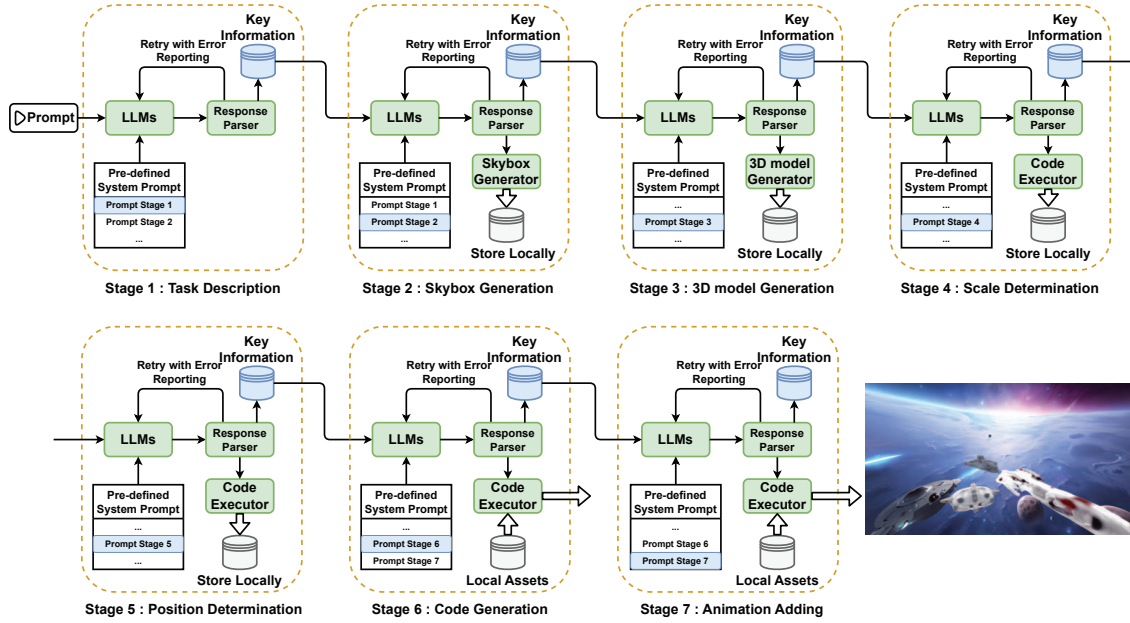 Key
Information
Retry with Error
Reporting
Prompt
LLMs
Response
Parser
Pre-defined
System Prompt
Prompt Stage 1
Prompt Stage 2
...
Stage 1 : Task Description
Key
Information
Retry with Error
Reporting
LLMs
Response
Parser
Skybox
Generator
Pre-defined
System Prompt
Prompt Stage 1
Prompt Stage 2
...
Store Locally
Stage 2 : Skybox Generation
Key
Information
Retry with Error
Reporting
LLMs
Response
Parser
3D model
Generator
Pre-defined
System Prompt
...
Prompt Stage 3
...
Store Locally
Stage 3 : 3D model Generation
Key
Information
Retry with Error
Reporting
LLMs
Response
Parser
Code
Executor
Pre-defined
System Prompt
...
Prompt Stage 4
...
Store Locally
Stage 4 : Scale Determination
Key
Information
Retry with Error
Reporting
LLMs
Response
Parser
Code
Executor
Pre-defined
System Prompt
...
Prompt Stage 5
...
Store Locally
Stage 5 : Position Determination
Key
Information
Retry with Error
Reporting
LLMs
Response
Parser
Code
Executor
Pre-defined
System Prompt
...
Prompt Stage 6
Prompt Stage 7
Local Assets
Stage 6 : Code Generation
Key
Information
Retry with Error
Reporting
LLMs
Response
Parser
Code
Executor
Pre-defined
System Prompt
...
Prompt Stage 6
Prompt Stage 7
Local Assets
Stage 7 : Animation Adding